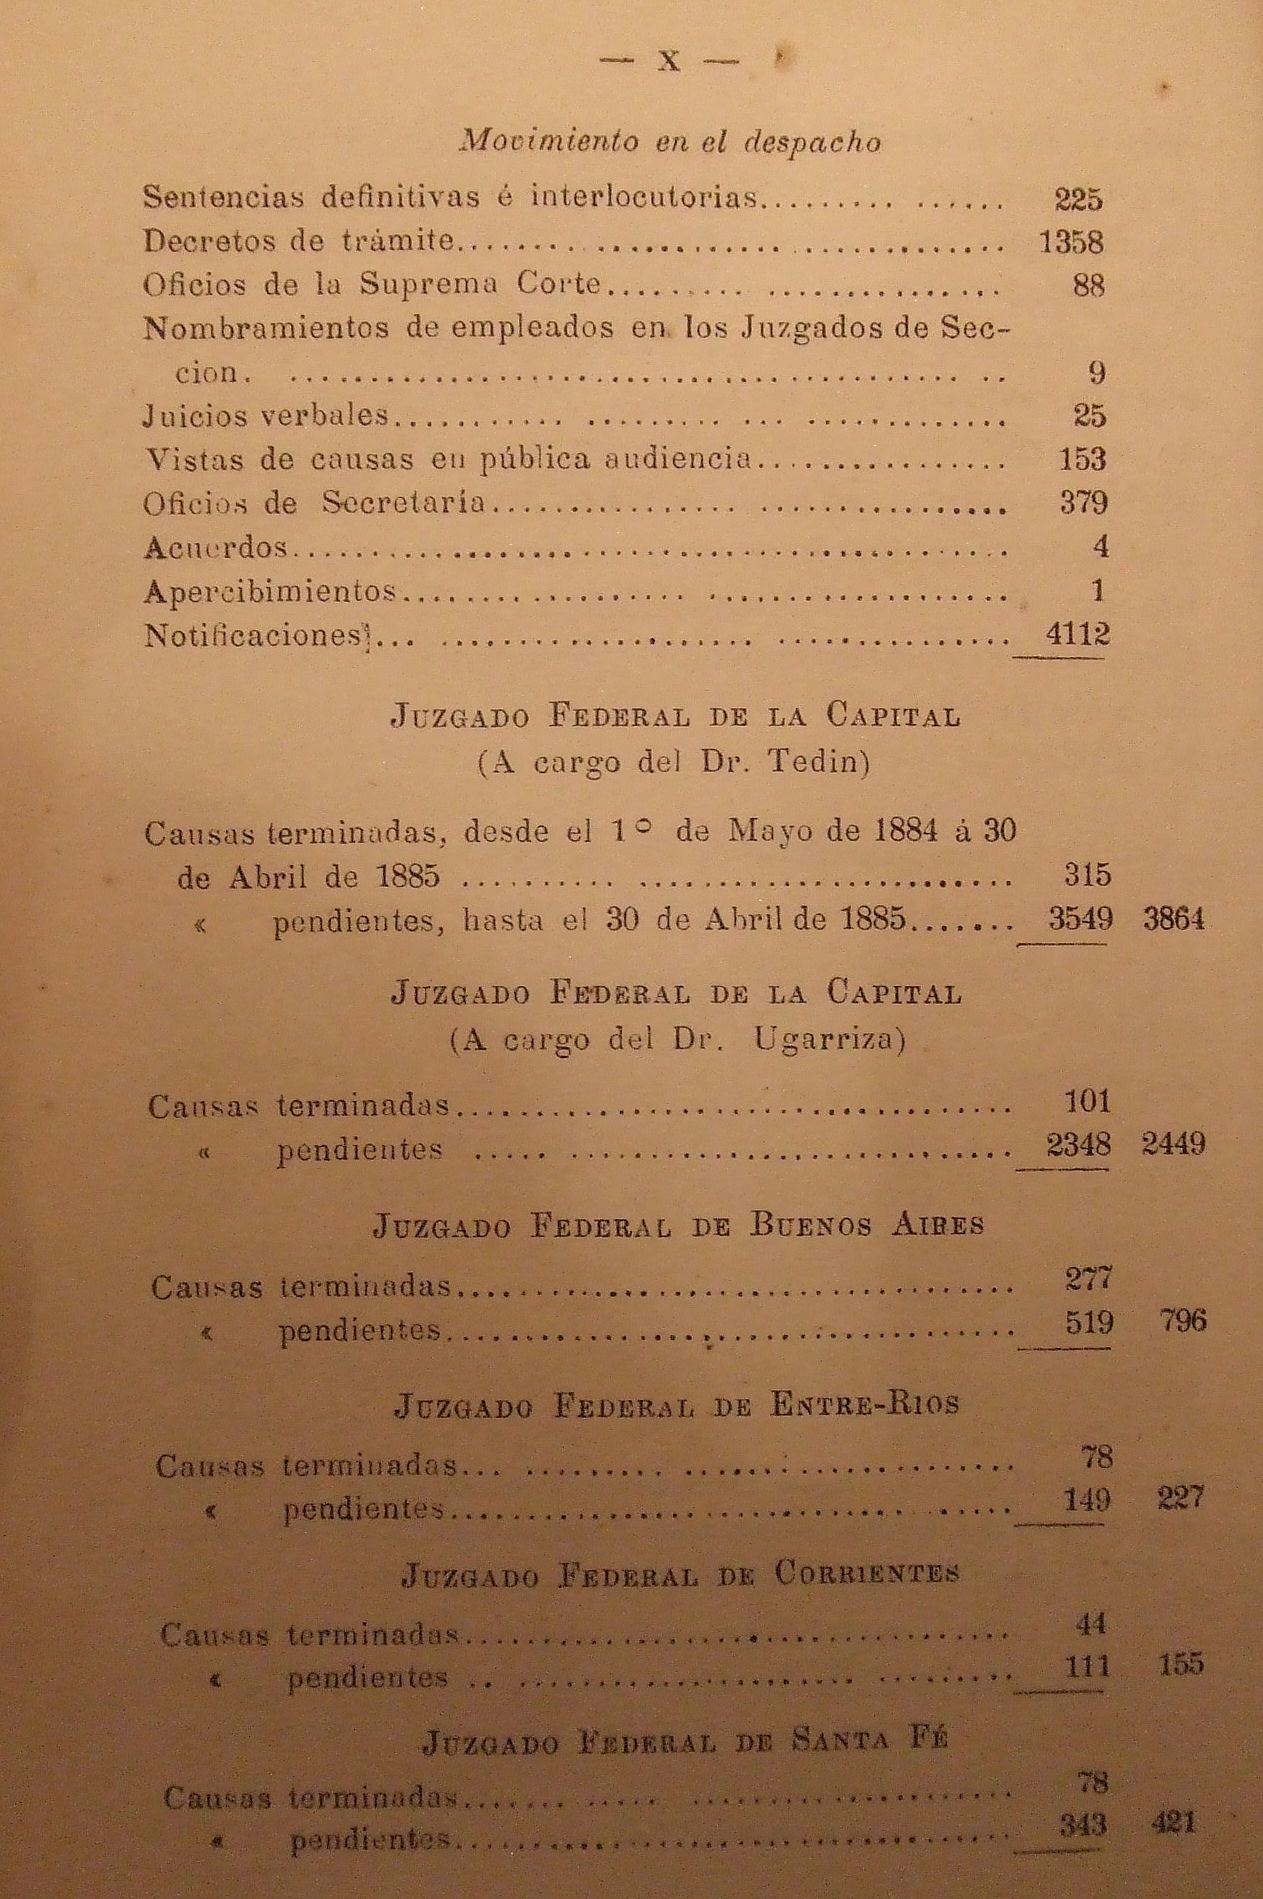 — X —
Movimiento en el despacho
Sentencias definitivas é interlocutorias......... ...... 225
Decretos de trámite........ ............ ............. 1358
Oficios de la Suprema Corte......... ............... 88
Nombramientos de empleados en los Juzgados de Sec-
cion. .......................................... .. 9
Juicios verbales........... ......... ... ............. 25
Vistas de causas en pública audiencia................ 153
Oficios de Secretaría................ ................ 379
Acuerdos.............................................. 4
Apercibimientos.................. ................... 1
Notificaciones... .................... ............... 4112
JUZGADO FEDERAL DE LA CAPITAL
(A cargo del Dr. Tedin)
Causas terminadas, desde el 1º de Mayo de 1884 á 30
de Abril de 1885 .......... ........................ 315
« pendientes, hasta el 30 de Abril de 1885....... 3549 3864
JUZGADO FEDERAL DE LA CAPITAL
(A cargo del Dr. Ugarriza)
Causas terminadas................................... 101
« pendientes ..... ............................ 2348 2449
JUZGADO FEDERAL DE BUENOS AIRES
Causas terminadas................................... 277
« pendientes.................................... 519 796
JUZGADO FEDERAL DE ENTRE-RIOS
Causas terminadas... ......... ..................... 78
« pendientes............................. ..... 149 227
JUZGADO FEDERAL DE CORRIENTES
Causas terminadas.................................. 44
« pendientes .. ..................... ......... 111 155
JUZGADO FEDERAL DE SANTA FÉ
Causas terminadas....... ..... .................... 78
« pendientes................................... 343 421